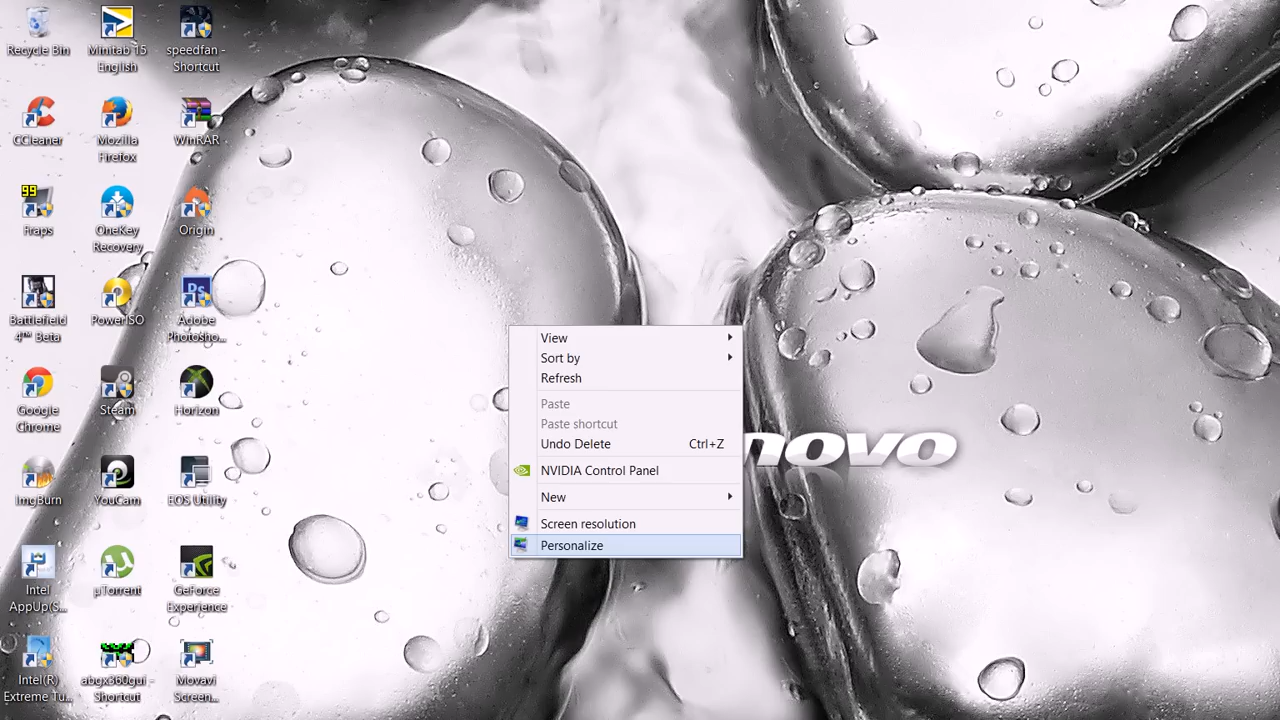 Recycle Bin
Minitab 15
English
speedfan -
Shortcut
CCleaner
Mozilla
Firefox
WinRAR
99
Fraps
OneKey
Recovery
Origin
Battlefield
4™ Beta
PowerISO
Ps
Adobe
Photosho...
Google
Chrome
Steam
Horizon
ImgBurn
YouCam
EOS Utility
Intel
AppUp(S...
µTorrent
GeForce
Experience
Intel(R)
Extreme Tu...
abgx360gui -
Shortcut
Movavi
Screen...
View
Sort by
Refresh
Paste
Paste shortcut
Undo Delete Ctrl+Z
NVIDIA Control Panel
New
Screen resolution
Personalize
novo